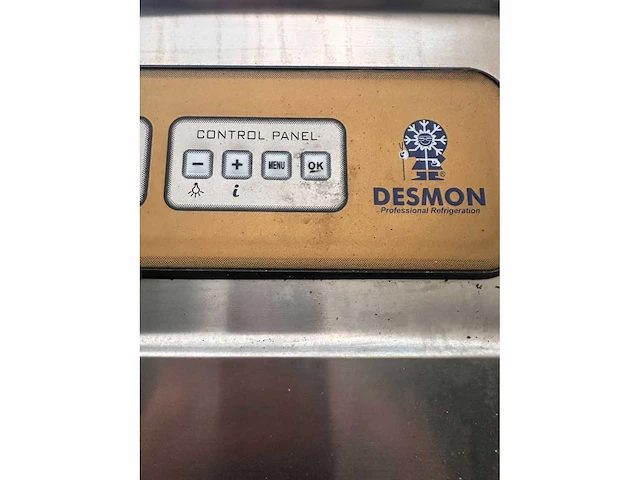 CONTROL PANEL
- + MENU OK
i
®
DESMON
Professional Refrigeration